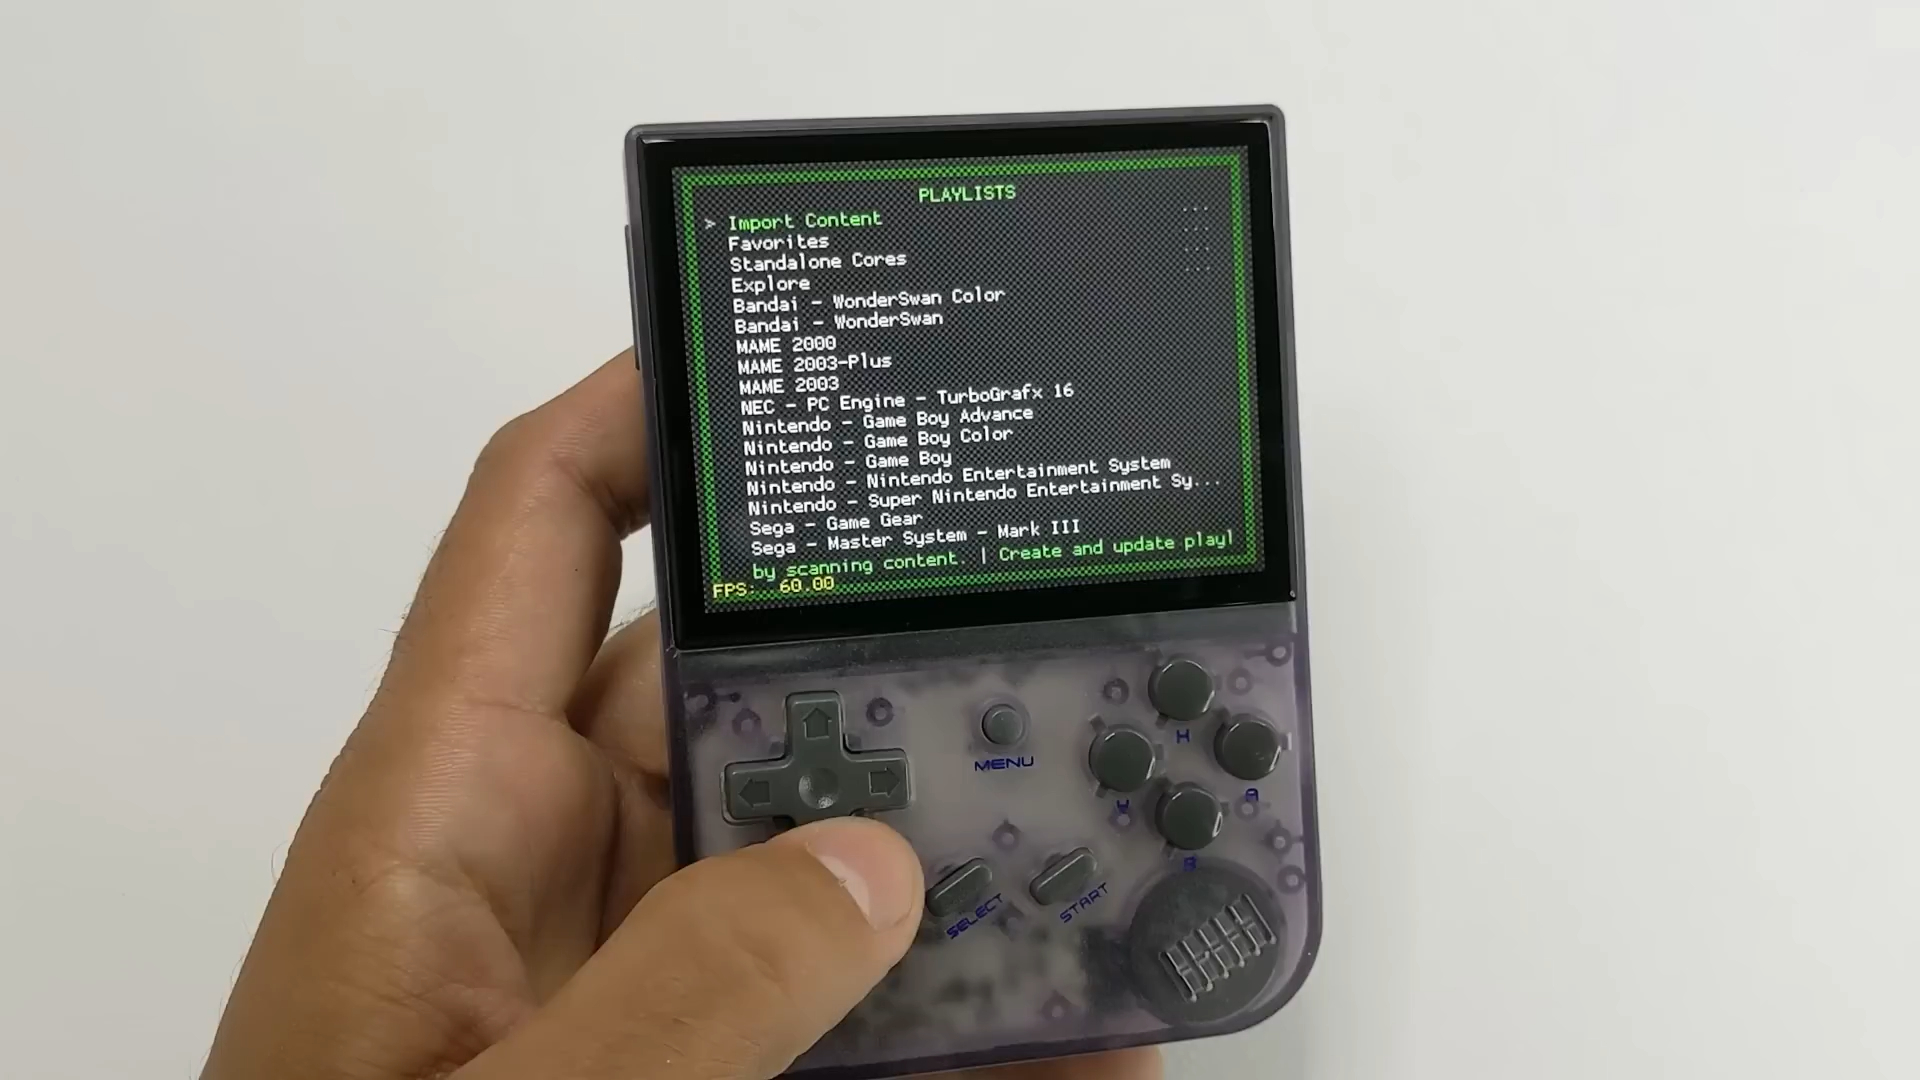 PLAYLISTS
> Import Content ...
Favorites ...
Standalone Cores ...
Explore ...
Bandai - WonderSwan Color
Bandai - WonderSwan
MAME 2000
MAME 2003-Plus
MAME 2003
NEC - PC Engine - TurboGrafx 16
Nintendo - Game Boy Advance
Nintendo - Game Boy Color
Nintendo - Game Boy
Nintendo - Nintendo Entertainment System
Nintendo - Super Nintendo Entertainment Sy...
Sega - Game Gear
Sega - Master System - Mark III
by scanning content. | Create and update playl
FPS: 60.00
MENU
X
Y
A
B
SELECT
START